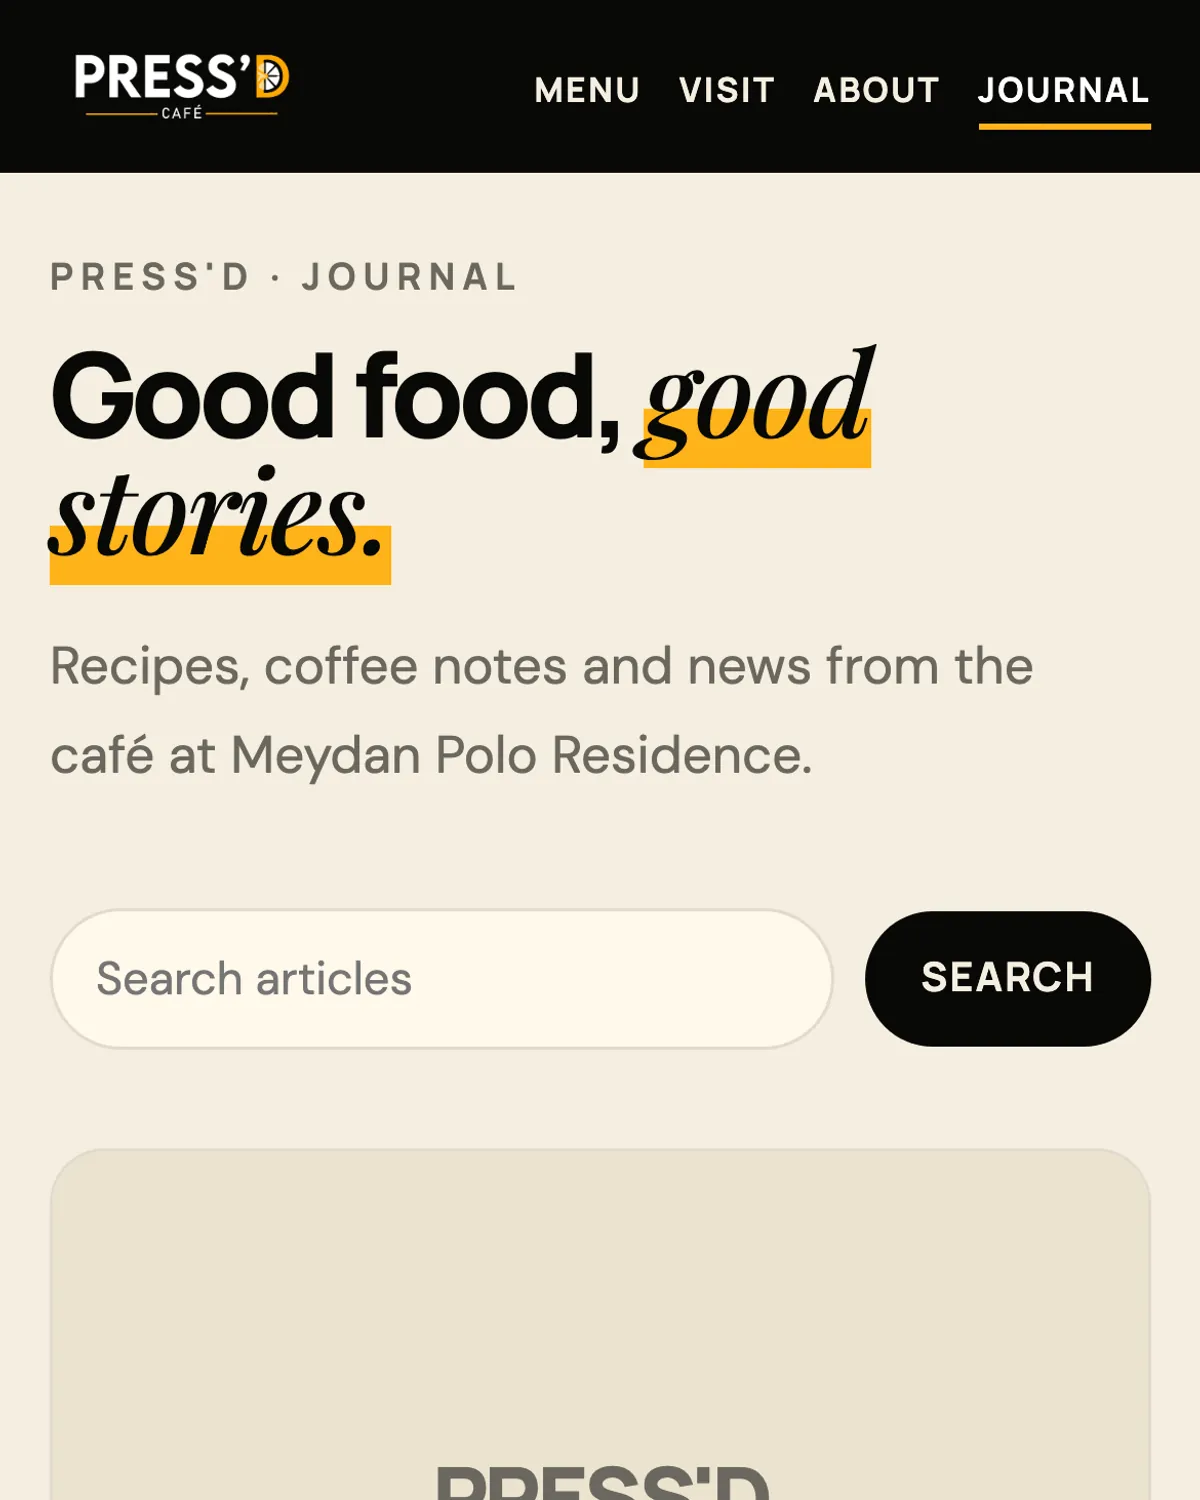 PRESS’D
CAFÉ
MENU VISIT ABOUT JOURNAL
PRESS'D · JOURNAL
Good food, good
stories.
Recipes, coffee notes and news from the
café at Meydan Polo Residence.
Search articles
SEARCH
PRESS'D